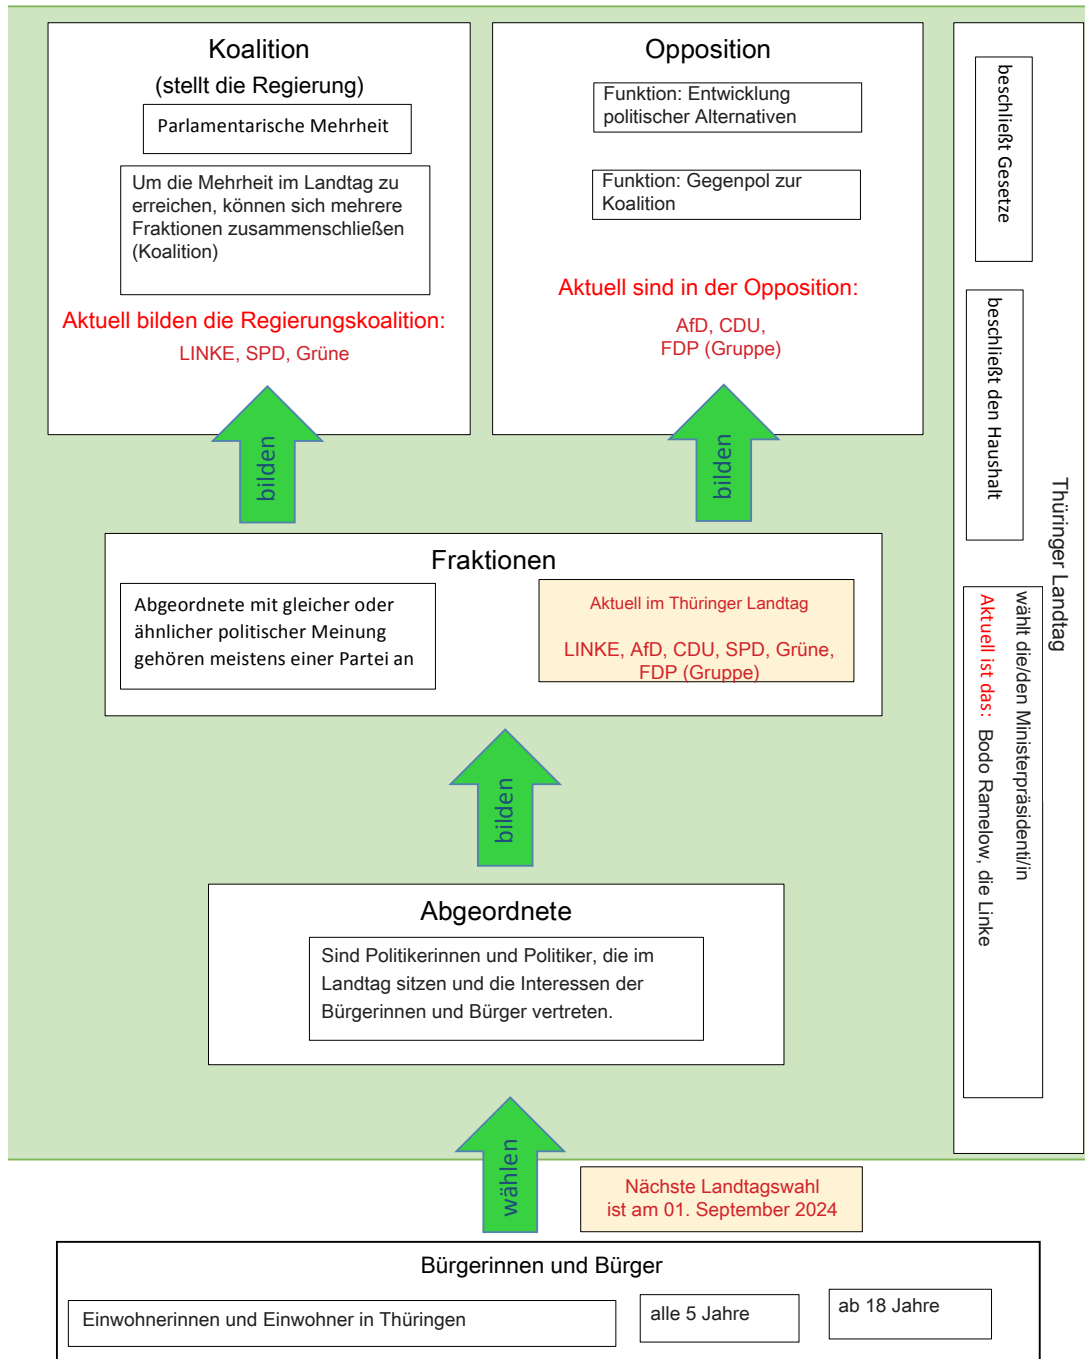 Koalition
(stellt die Regierung)
Parlamentarische Mehrheit
Um die Mehrheit im Landtag zu
erreichen, können sich mehrere
Fraktionen zusammenschließen
(Koalition)
Aktuell bilden die Regierungskoalition:
LINKE, SPD, Grüne
Opposition
Funktion: Entwicklung
politischer Alternativen
Funktion: Gegenpol zur
Koalition
Aktuell sind in der Opposition:
AfD, CDU,
FDP (Gruppe)
bilden
bilden
Fraktionen
Abgeordnete mit gleicher oder
ähnlicher politischer Meinung
gehören meistens einer Partei an
Aktuell im Thüringer Landtag
LINKE, AfD, CDU, SPD, Grüne,
FDP (Gruppe)
bilden
Abgeordnete
Sind Politikerinnen und Politiker, die im
Landtag sitzen und die Interessen der
Bürgerinnen und Bürger vertreten.
wählen
Nächste Landtagswahl
ist am 01. September 2024
Bürgerinnen und Bürger
Einwohnerinnen und Einwohner in Thüringen
alle 5 Jahre
ab 18 Jahre
Thüringer Landtag
beschließt Gesetze
beschließt den Haushalt
wählt die/den Ministerpräsidenti/in
Aktuell ist das: Bodo Ramelow, die Linke